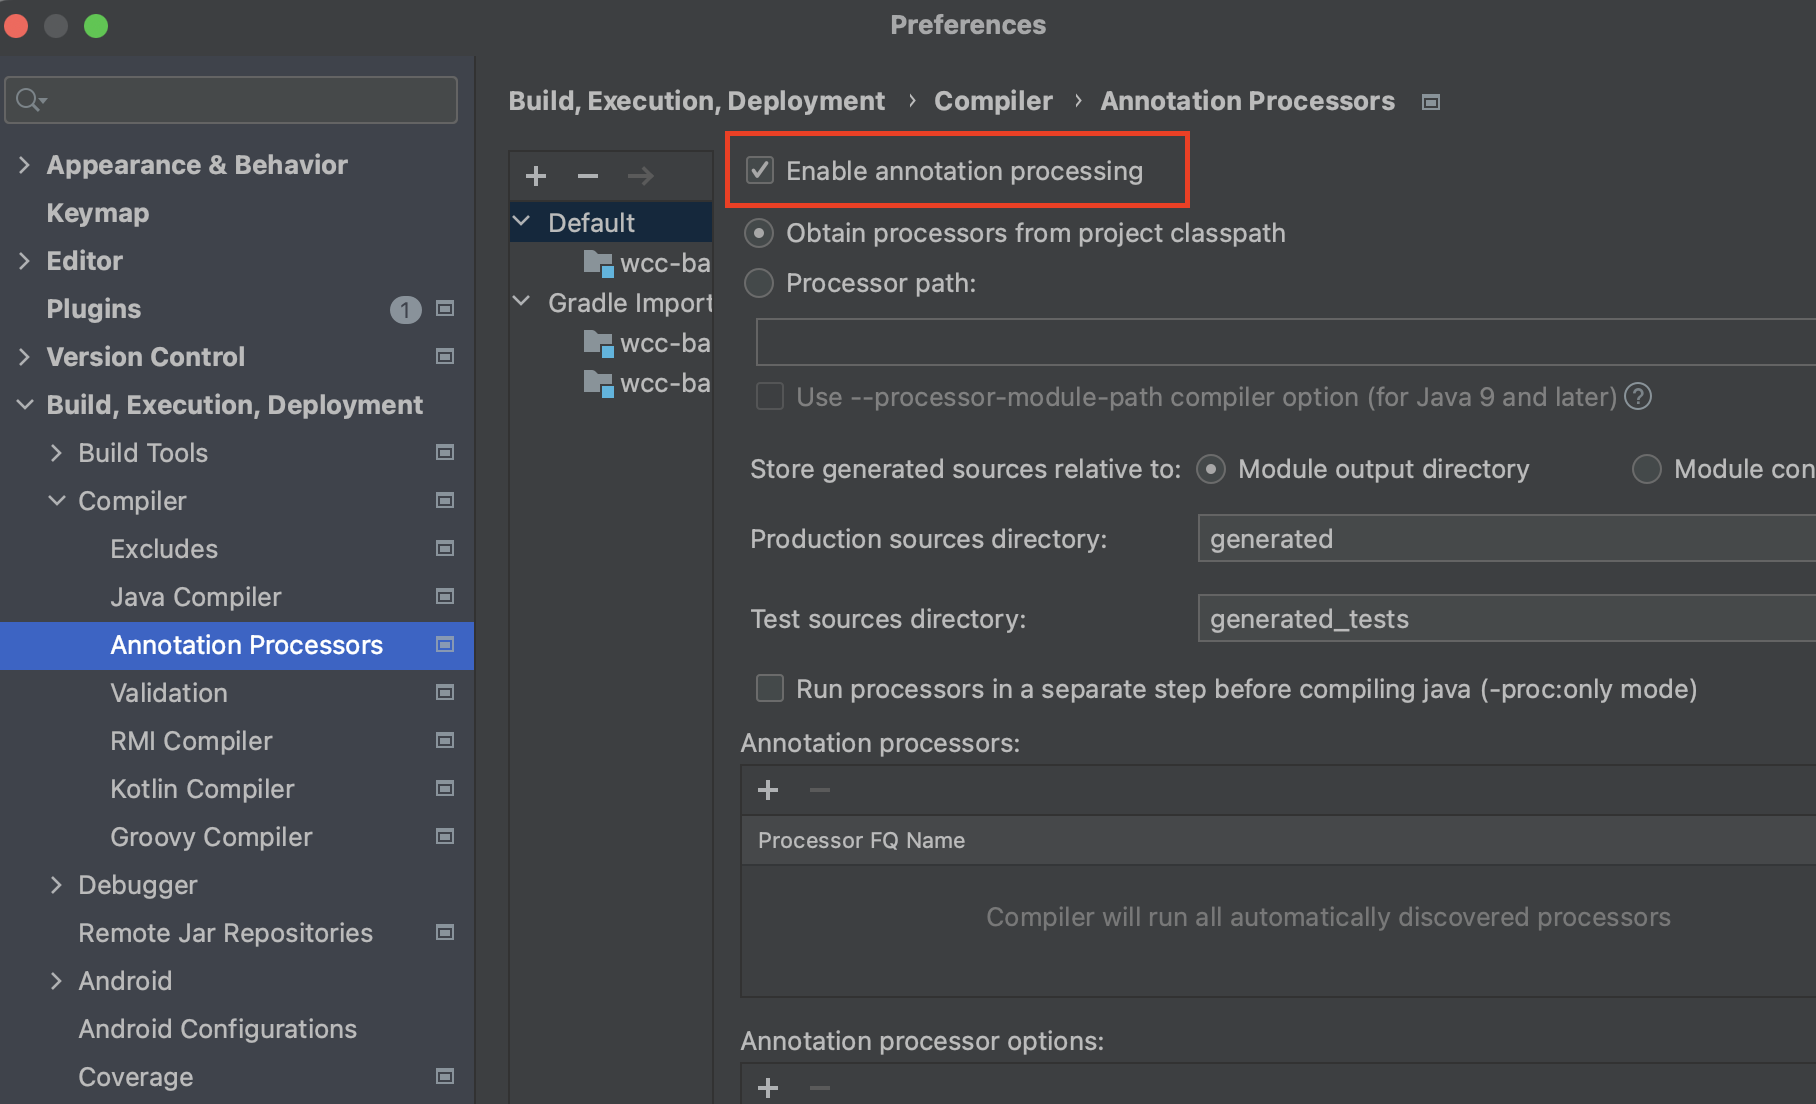 Preferences
Build, Execution, Deployment › Compiler › Annotation Processors
Appearance & Behavior
Keymap
Editor
Plugins 1
Version Control
Build, Execution, Deployment
Build Tools
Compiler
Excludes
Java Compiler
Annotation Processors
Validation
RMI Compiler
Kotlin Compiler
Groovy Compiler
Debugger
Remote Jar Repositories
Android
Android Configurations
Coverage
Default
wcc-ba
Gradle Import
wcc-ba
wcc-ba
Enable annotation processing
Obtain processors from project classpath
Processor path:
Use --processor-module-path compiler option (for Java 9 and later) ?
Store generated sources relative to: Module output directory Module con
Production sources directory: generated
Test sources directory: generated_tests
Run processors in a separate step before compiling java (-proc:only mode)
Annotation processors:
Processor FQ Name
Compiler will run all automatically discovered processors
Annotation processor options: